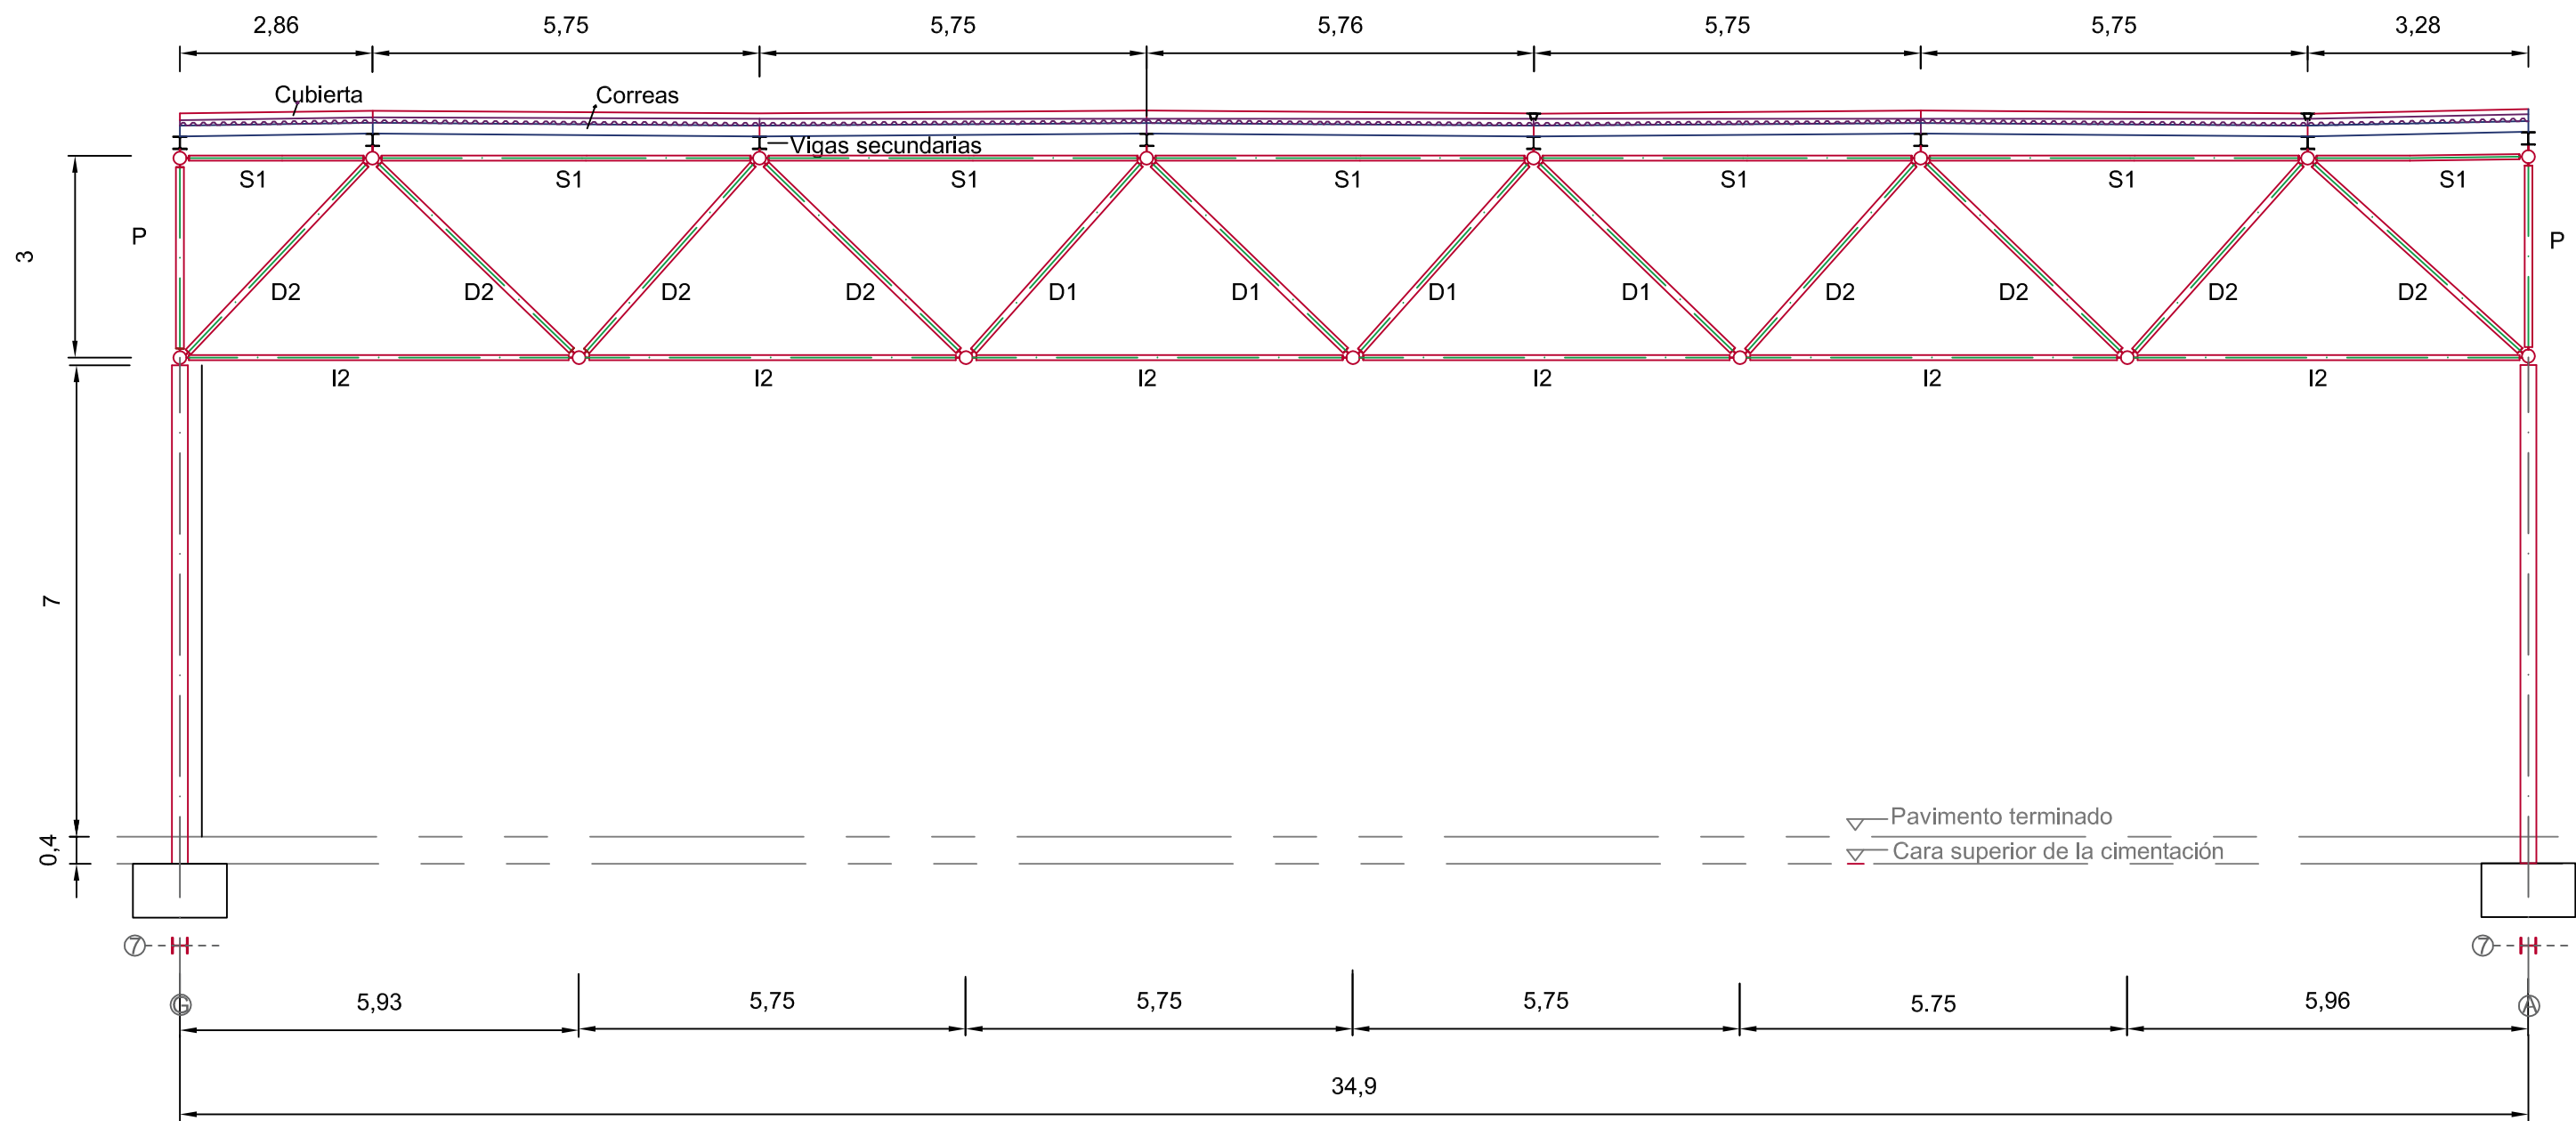 2,86 5,75 5,75 5,76 5,75 5,75 3,28
Cubierta Correas
Vigas secundarias
S1 S1 S1 S1 S1 S1 S1
P P
3
D2 D2 D2 D2 D1 D1 D1 D1 D2 D2 D2 D2
I2 I2 I2 I2 I2 I2
7
Pavimento terminado
0,4
Cara superior de la cimentación
7 7
G A
5,93 5,75 5,75 5,75 5.75 5,96
34,9